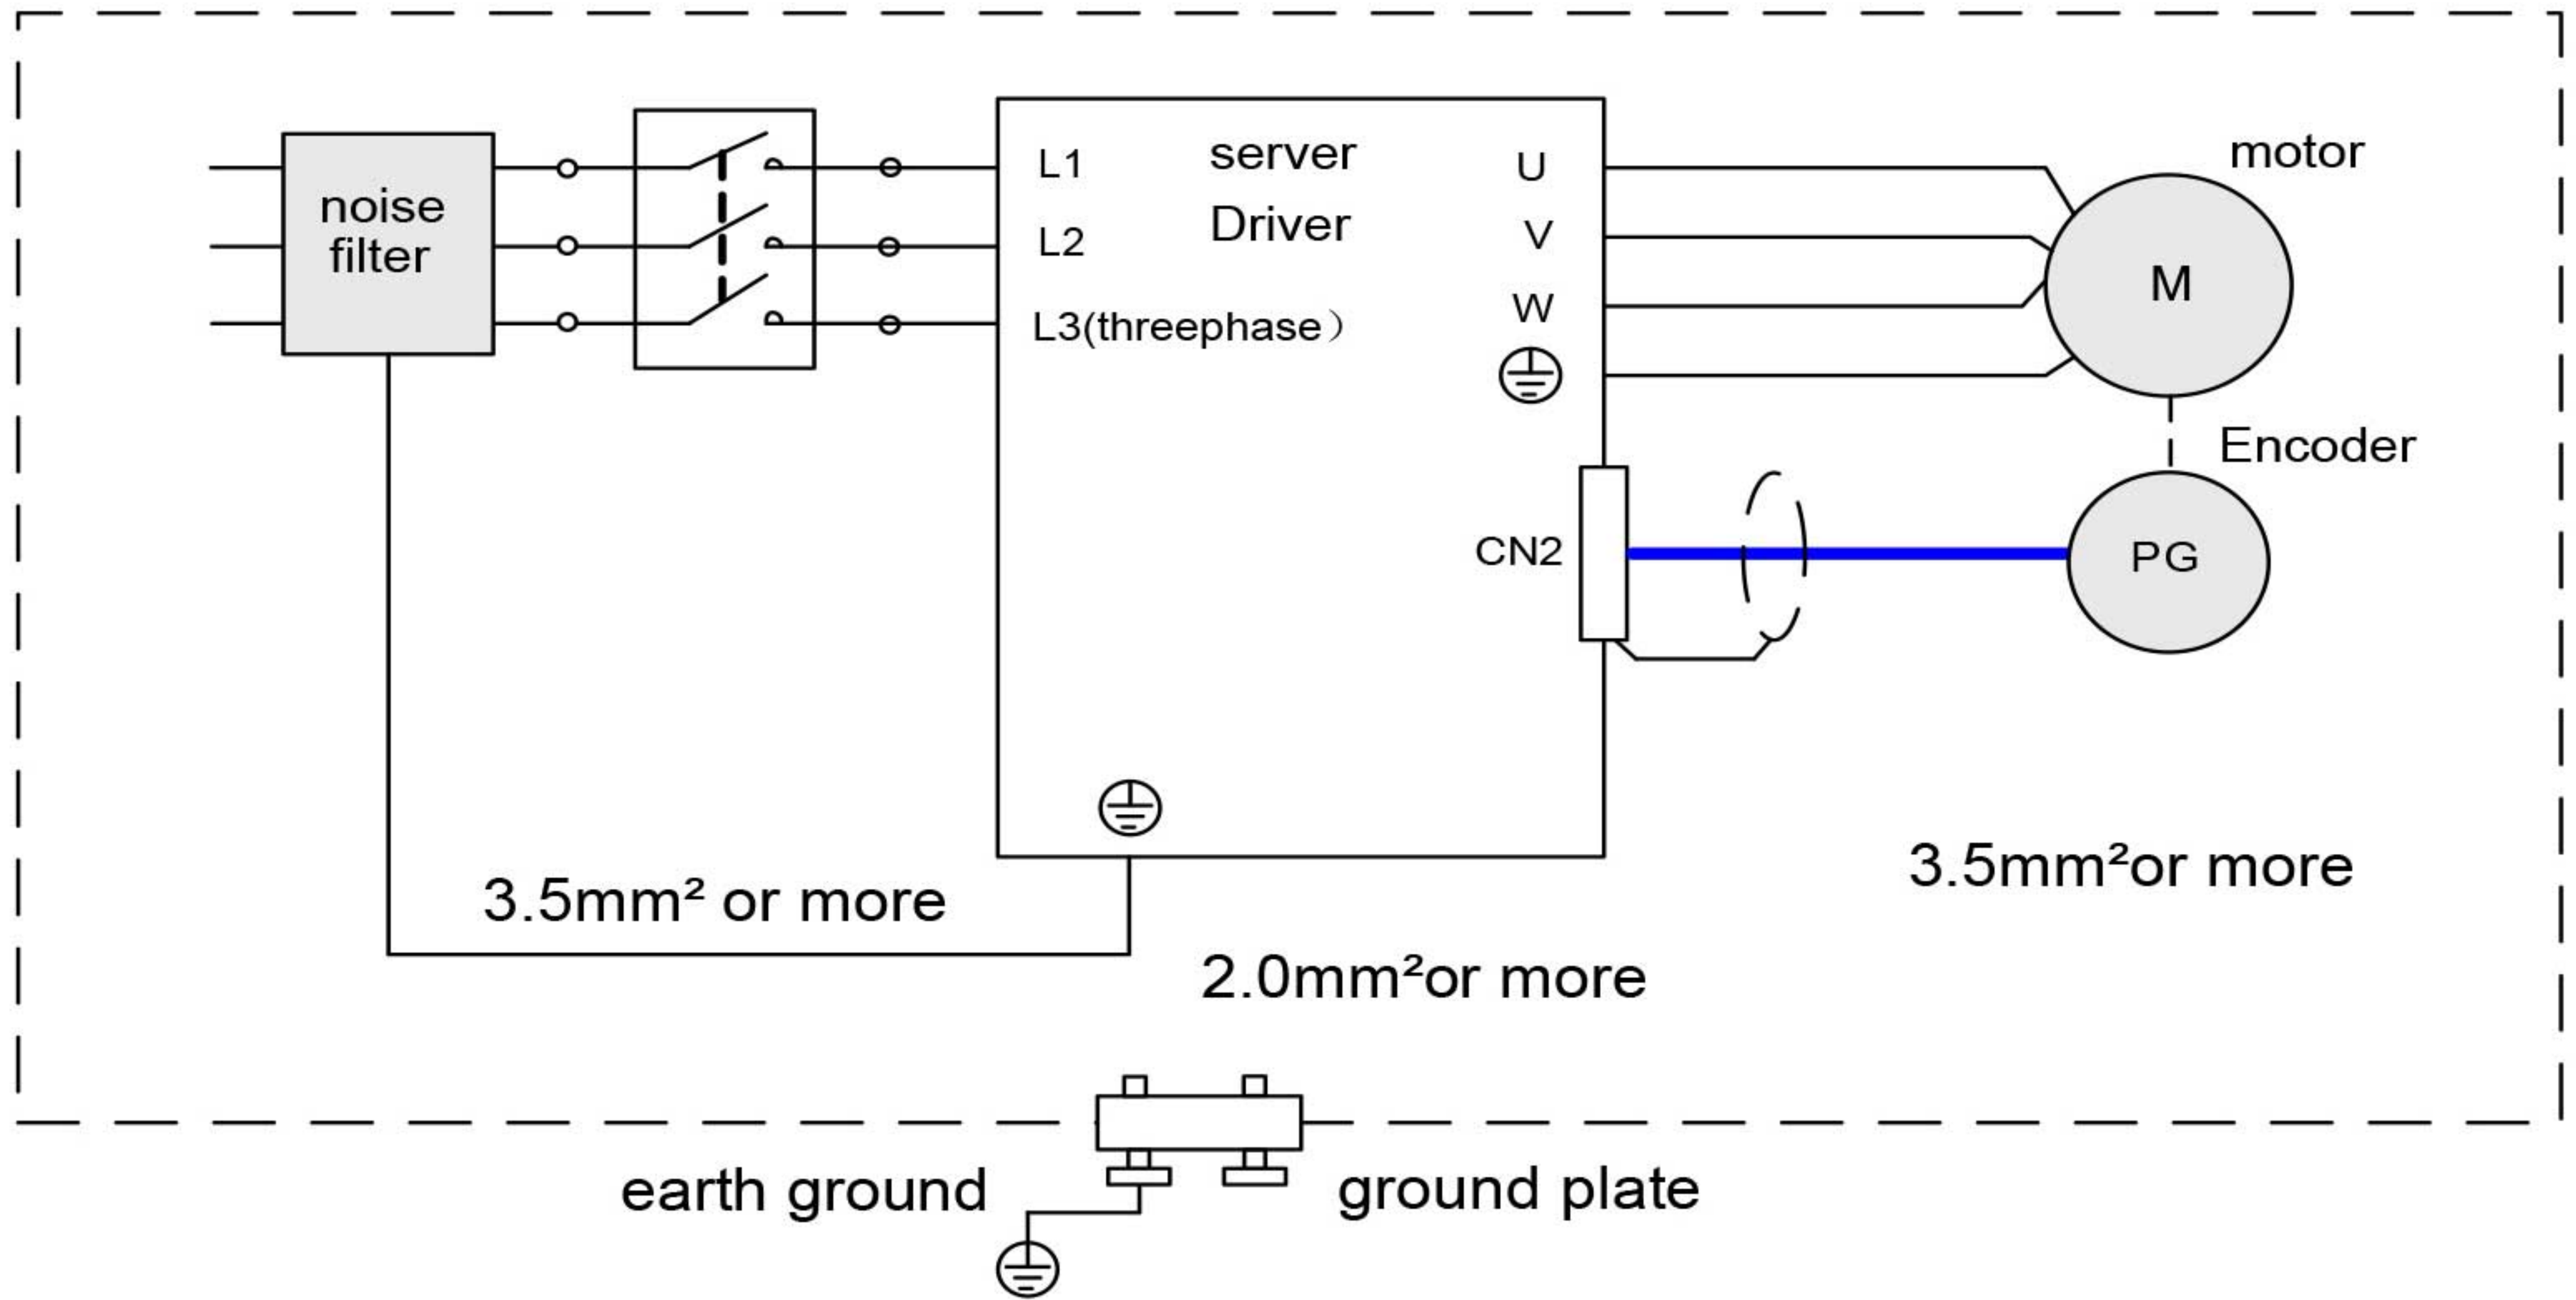 noise
filter
L1
L2
L3(threephase）
server
Driver
U
V
W
motor
M
Encoder
CN2
PG
3.5mm² or more
3.5mm²or more
2.0mm²or more
earth ground
ground plate